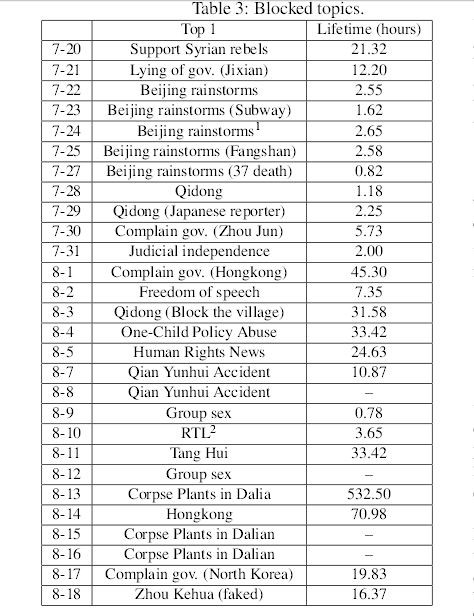 Table 3: Blocked topics.
Top 1 Lifetime (hours)
7-20 Support Syrian rebels 21.32
7-21 Lying of gov. (Jixian) 12.20
7-22 Beijing rainstorms 2.55
7-23 Beijing rainstorms (Subway) 1.62
7-24 Beijing rainstorms1 2.65
7-25 Beijing rainstorms (Fangshan) 2.58
7-27 Beijing rainstorms (37 death) 0.82
7-28 Qidong 1.18
7-29 Qidong (Japanese reporter) 2.25
7-30 Complain gov. (Zhou Jun) 5.73
7-31 Judicial independence 2.00
8-1 Complain gov. (Hongkong) 45.30
8-2 Freedom of speech 7.35
8-3 Qidong (Block the village) 31.58
8-4 One-Child Policy Abuse 33.42
8-5 Human Rights News 24.63
8-7 Qian Yunhui Accident 10.87
8-8 Qian Yunhui Accident –
8-9 Group sex 0.78
8-10 RTL2 3.65
8-11 Tang Hui 33.42
8-12 Group sex –
8-13 Corpse Plants in Dalia 532.50
8-14 Hongkong 70.98
8-15 Corpse Plants in Dalian –
8-16 Corpse Plants in Dalian –
8-17 Complain gov. (North Korea) 19.83
8-18 Zhou Kehua (faked) 16.37